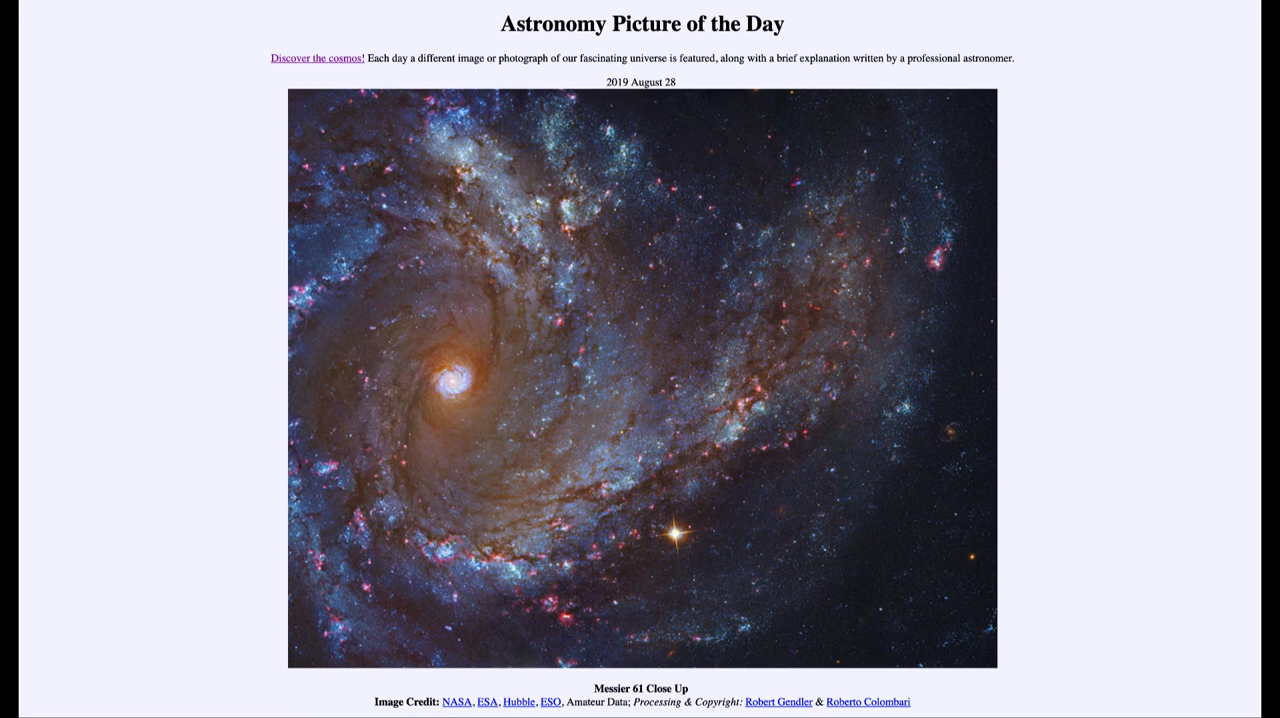 Astronomy Picture of the Day
Discover the cosmos! Each day a different image or photograph of our fascinating universe is featured, along with a brief explanation written by a professional astronomer.
2019 August 28
Messier 61 Close Up
Image Credit: NASA, ESA, Hubble, ESO, Amateur Data; Processing & Copyright: Robert Gendler & Roberto Colombari